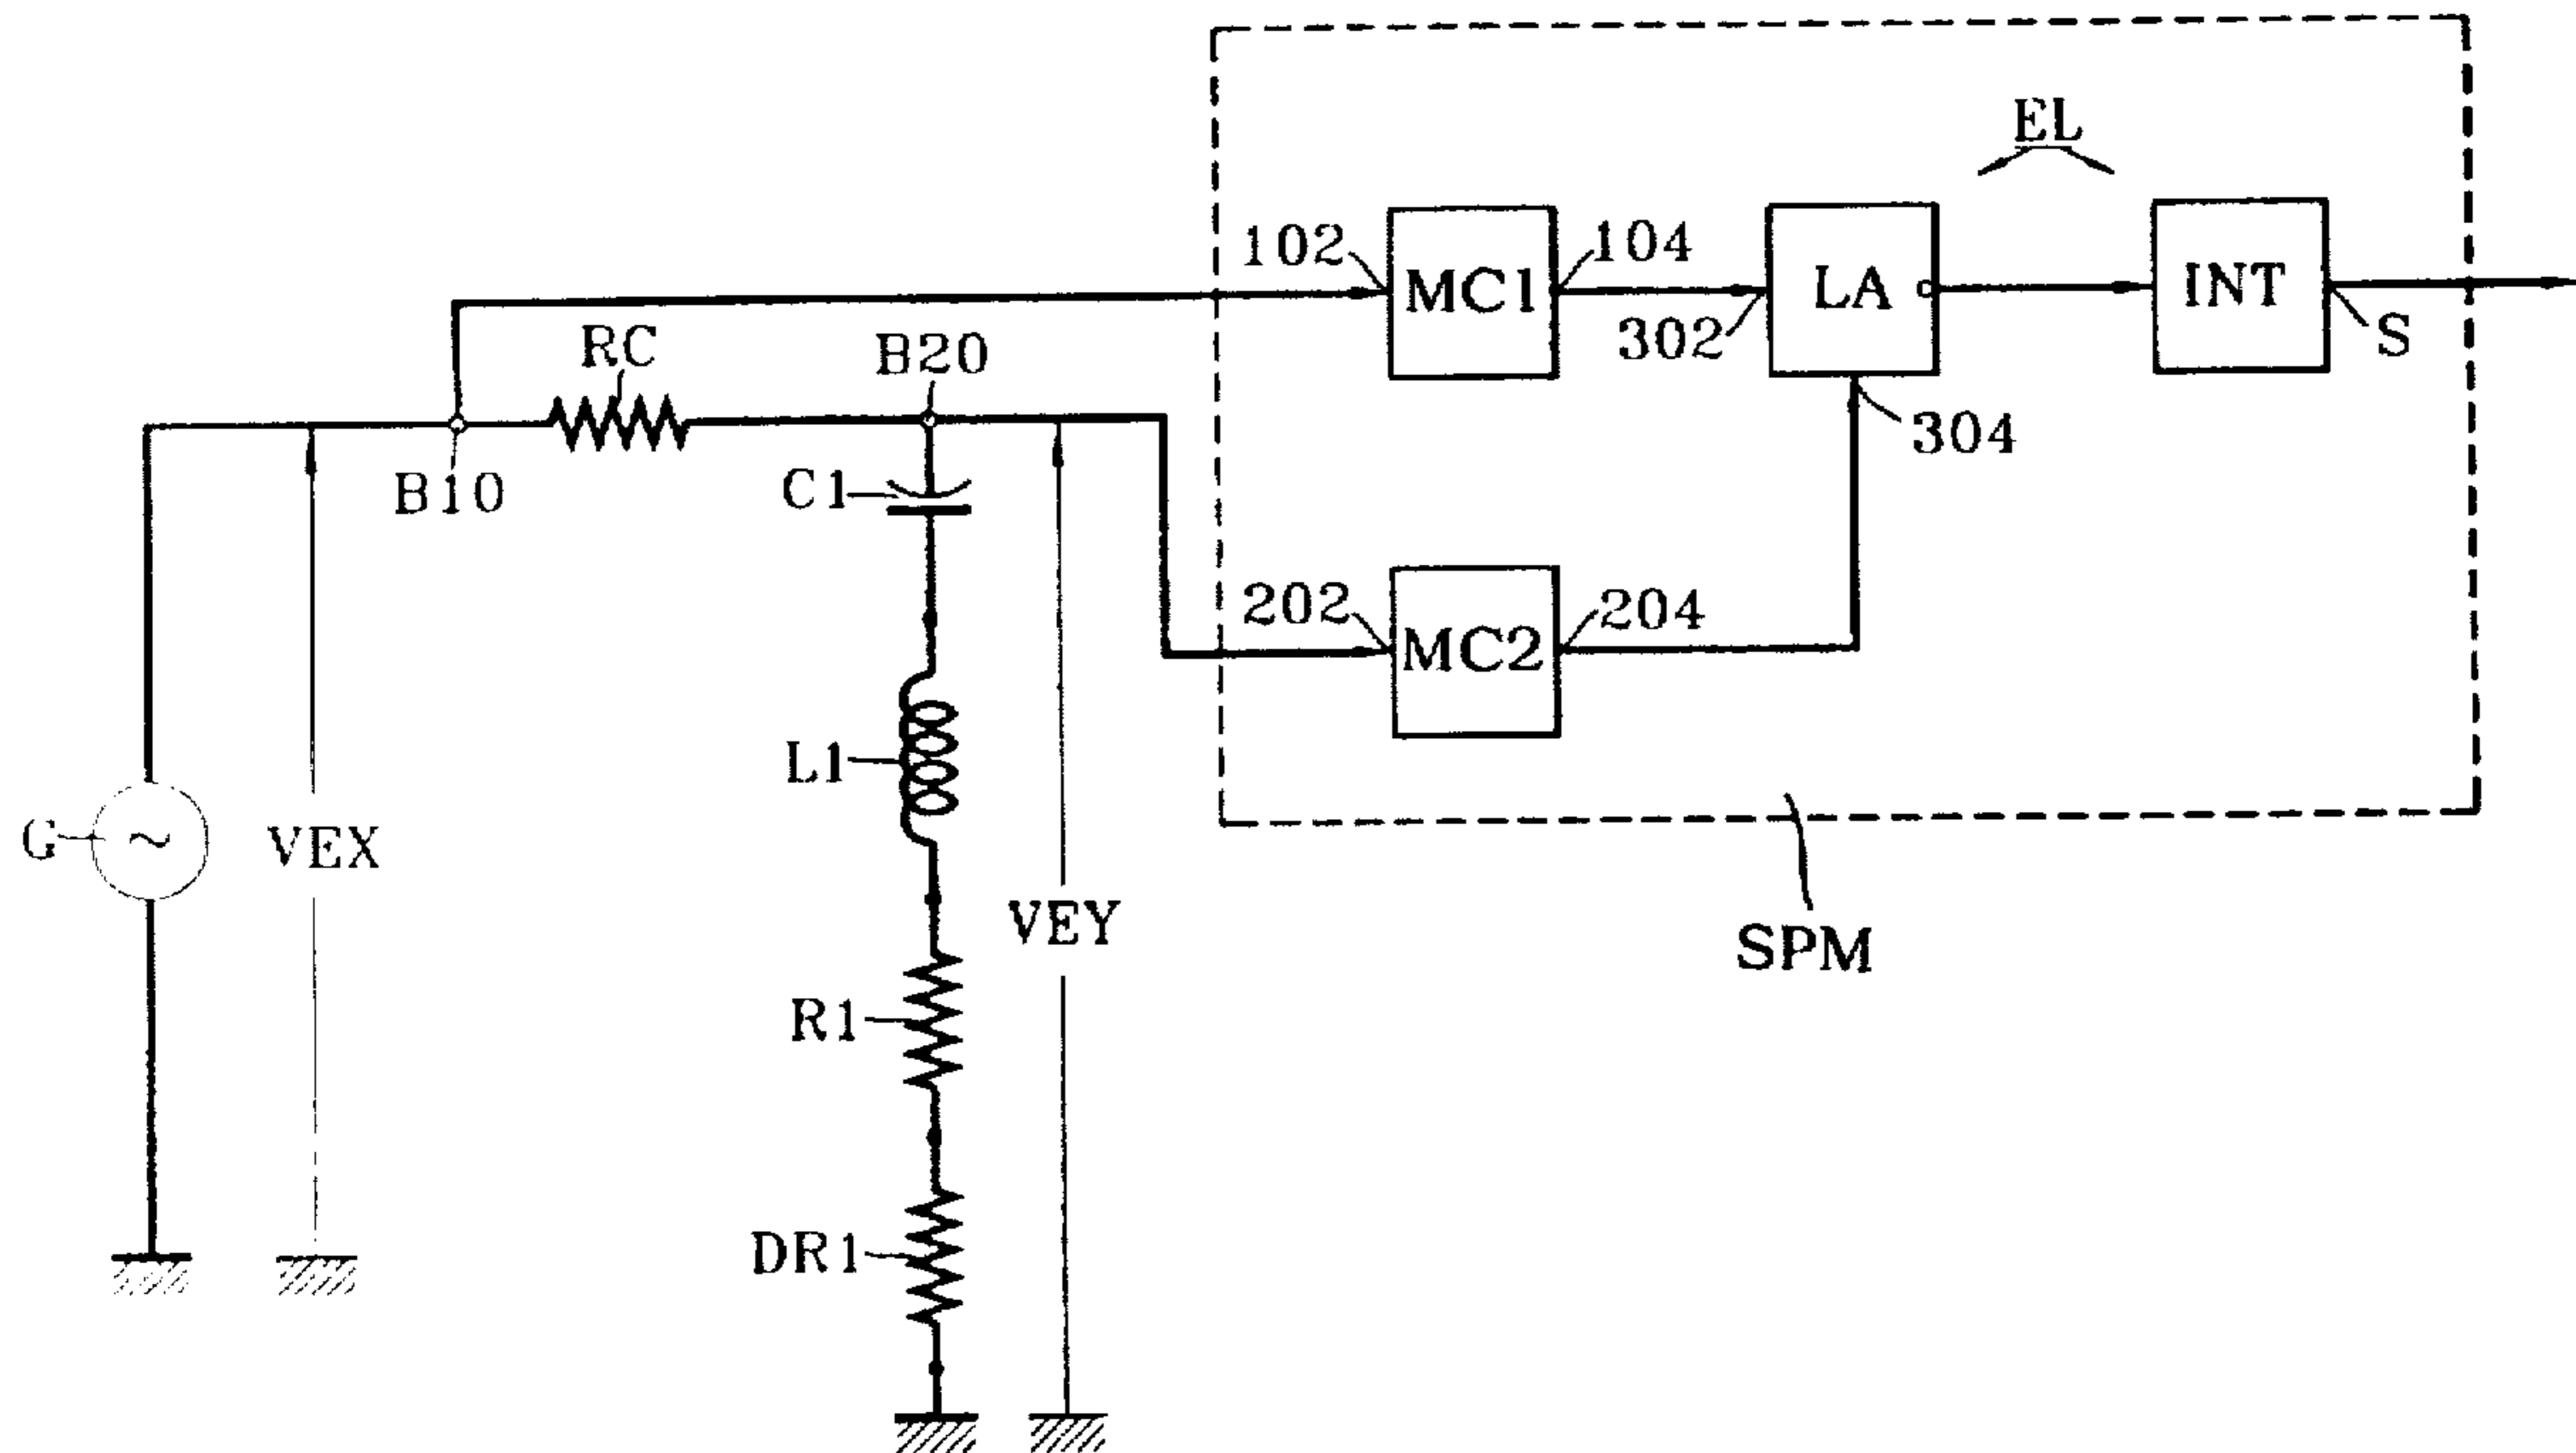 EL
102
MC1
104
302
LA
INT
S
RC
B20
B10
304
C1
202
MC2
204
L1
G
~
VEX
VEY
SPM
R1
DR1